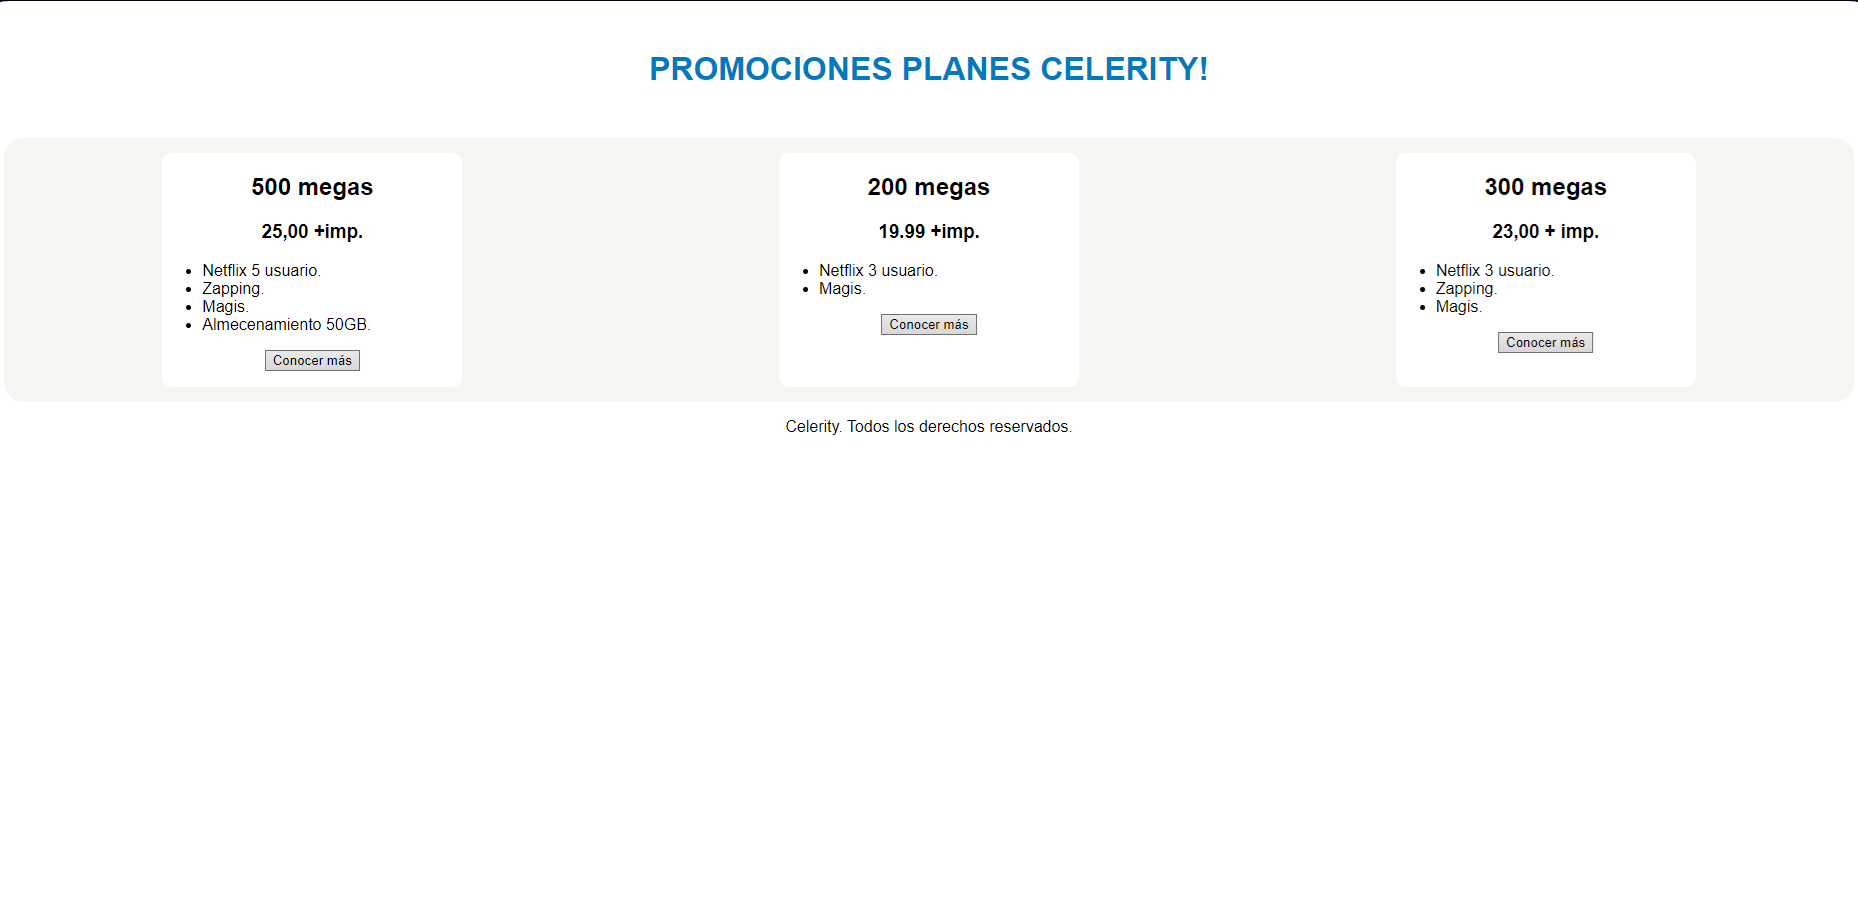 PROMOCIONES PLANES CELERITY!
500 megas
25,00 +imp.
Netflix 5 usuario.
Zapping.
Magis.
Almecenamiento 50GB.
Conocer más
200 megas
19.99 +imp.
Netflix 3 usuario.
Magis.
Conocer más
300 megas
23,00 + imp.
Netflix 3 usuario.
Zapping.
Magis.
Conocer más
Celerity. Todos los derechos reservados.